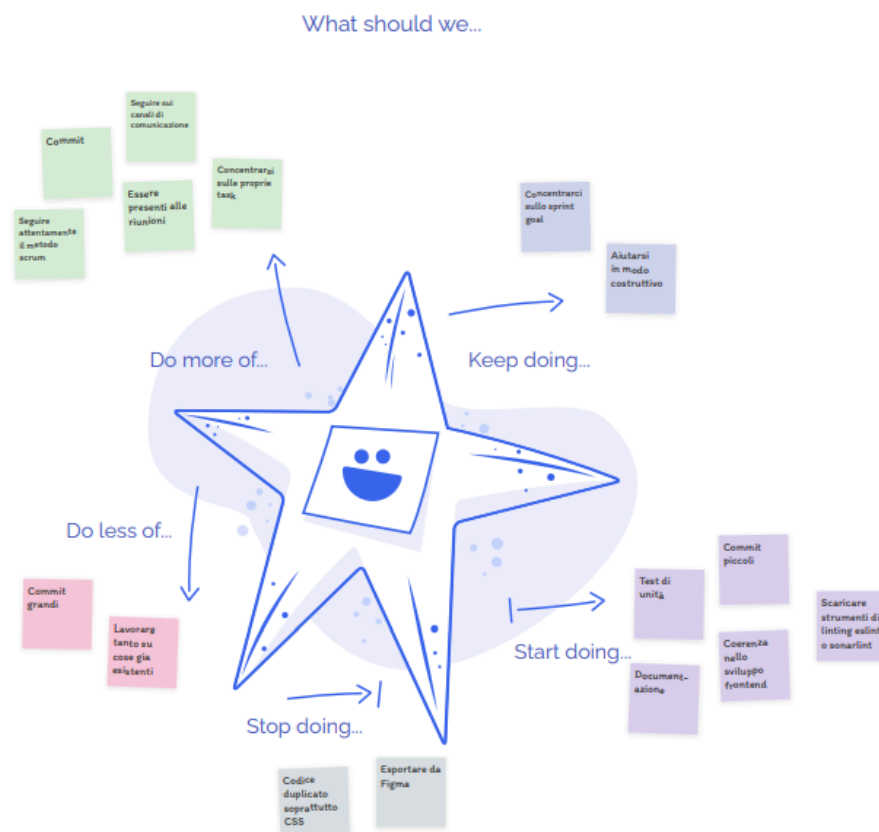 What should we...
Seguire sui
canali di
comunicazione
Commit
Concentrarsi
sulle proprie
task
Essere
presenti alle
riunioni
Seguire
attentamente
il metodo
scrum
Concentrarci
sullo sprint
goal
Aiutarsi
in modo
costruttivo
Do more of...
Keep doing...
Do less of...
Commit
grandi
Lavorare
tanto su
cose gia
esistenti
Commit
piccoli
Test di
unità
Scaricare
strumenti di
linting eslint
o sonarlint
Coerenza
nello
sviluppo
frontend
Document-
azione
Start doing...
Stop doing...
Codice
duplicato
soprattutto
CSS
Esportare da
Figma